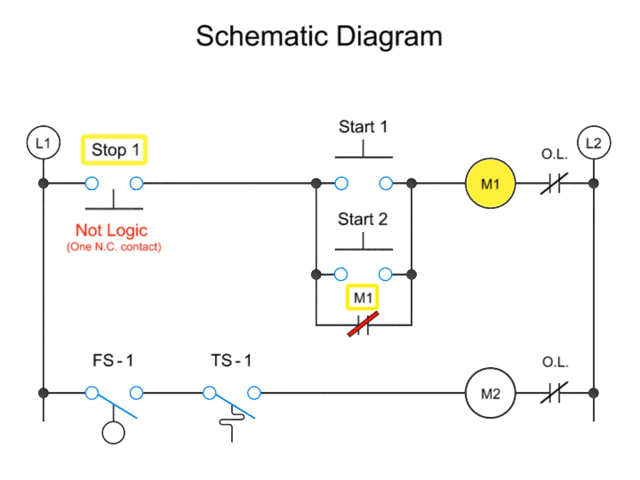 Schematic Diagram
L1
L2
Stop 1
Start 1
O.L.
M1
Not Logic
(One N.C. contact)
Start 2
M1
FS-1
TS-1
O.L.
M2